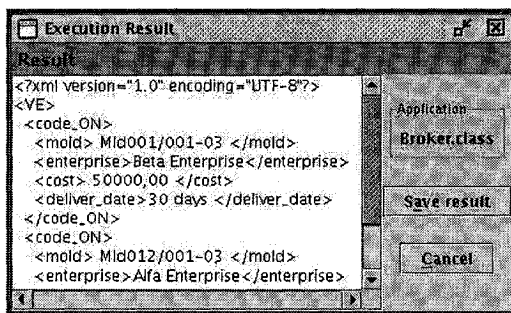 Execution Result
Result
<?xml version="1.0" encoding="UTF-8"?>
<VE>
<code_ON>
<mold> Mld001/001-03 </mold>
<enterprise>Beta Enterprise</enterprise>
<cost> 50000,00 </cost>
<deliver_date>30 days </deliver_date>
</code_ON>
<code_ON>
<mold> Mld012/001-03 </mold>
<enterprise>Alfa Enterprise</enterprise>
Application
Broker.class
Save result
Cancel